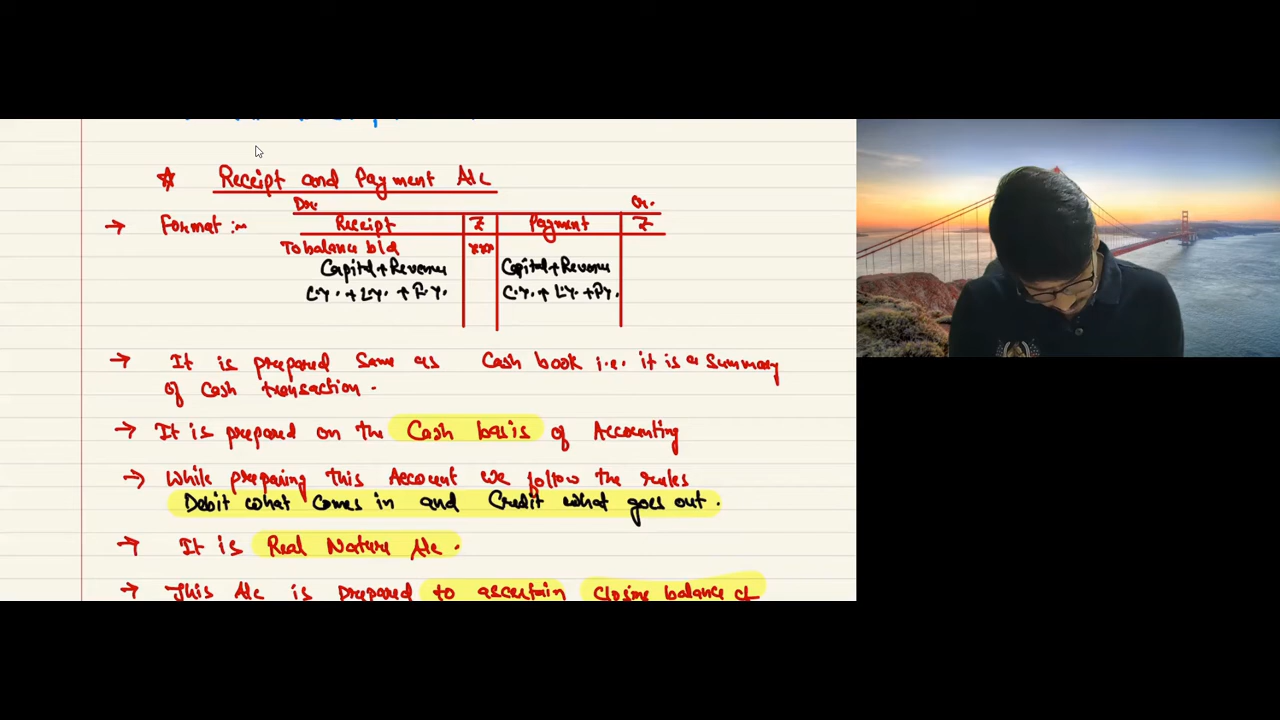 ☆ Receipt and Payment A/c
Dr. Cr.
→ Format :- Receipt ₹ Payment ₹
To balance b/d xxx
Capital + Revenue Capital + Revenue
C.Y. + L.Y. + P.Y. C.Y. + L.Y. + P.Y.
→ It is prepared Same as Cash book i.e. it is a Summary
of Cash transaction.
→ It is prepared on the Cash basis of Accounting
→ While preparing this Account we follow the rules
Debit what Comes in and Credit what goes out.
→ It is Real Nature A/c.
→ This A/c is prepared to ascertain Closing balance of